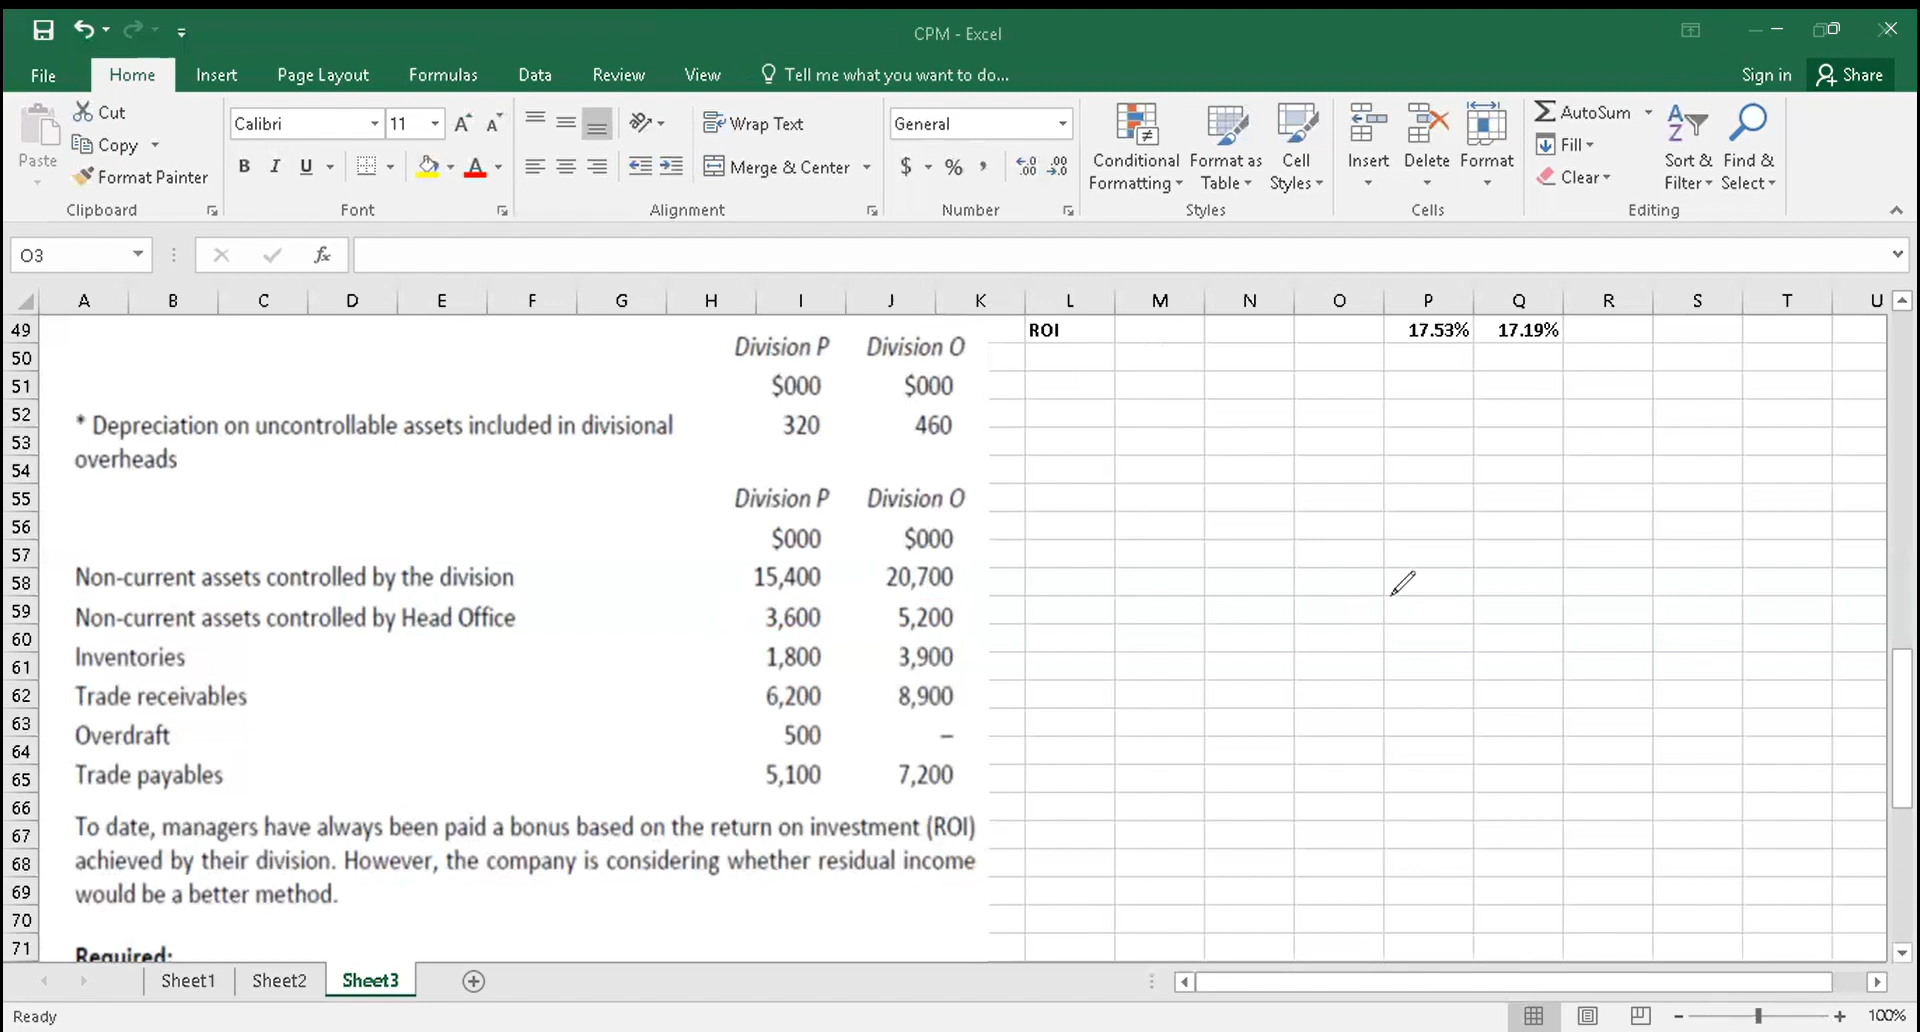 CPM - Excel
File Home Insert Page Layout Formulas Data Review View Tell me what you want to do... Sign in Share
Paste Cut Copy Format Painter Clipboard
Calibri 11 B I U A Font
Wrap Text Merge & Center Alignment
General $ % , .00 Number
Conditional Formatting Format as Table Cell Styles Styles
Insert Delete Format Cells
AutoSum Fill Clear Sort & Filter Find & Select Editing
O3 fx
A B C D E F G H I J K L M N O P Q R S T U
49 ROI 17.53% 17.19%
50 Division P Division O
51 $000 $000
52 * Depreciation on uncontrollable assets included in divisional 320 460
53
54 overheads
55 Division P Division O
56
57 $000 $000
58 Non-current assets controlled by the division 15,400 20,700
59 Non-current assets controlled by Head Office 3,600 5,200
60
61 Inventories 1,800 3,900
62 Trade receivables 6,200 8,900
63 Overdraft 500 –
64
65 Trade payables 5,100 7,200
66
67 To date, managers have always been paid a bonus based on the return on investment (ROI)
68 achieved by their division. However, the company is considering whether residual income
69 would be a better method.
70
71 Required:
Sheet1 Sheet2 Sheet3
Ready 100%